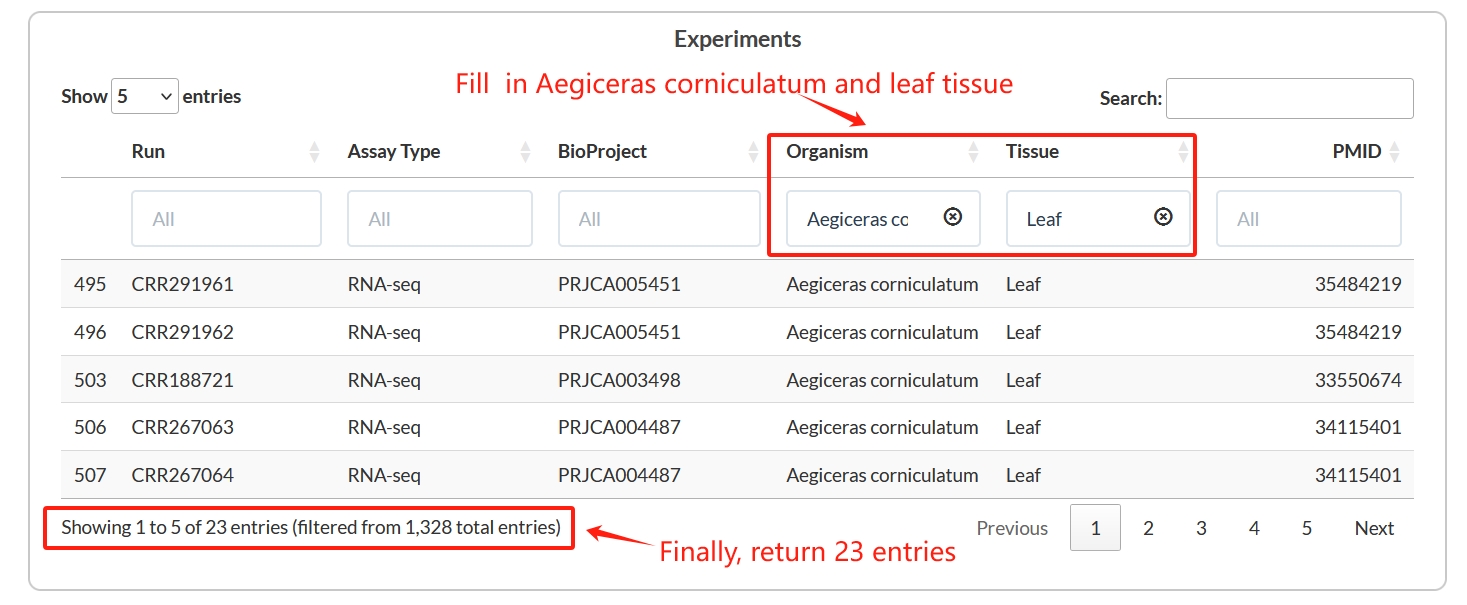 Experiments
Fill in Aegiceras corniculatum and leaf tissue
Show 5 entries
Search:
Run Assay Type BioProject Organism Tissue PMID
All All All Aegiceras co Leaf All
495 CRR291961 RNA-seq PRJCA005451 Aegiceras corniculatum Leaf 35484219
496 CRR291962 RNA-seq PRJCA005451 Aegiceras corniculatum Leaf 35484219
503 CRR188721 RNA-seq PRJCA003498 Aegiceras corniculatum Leaf 33550674
506 CRR267063 RNA-seq PRJCA004487 Aegiceras corniculatum Leaf 34115401
507 CRR267064 RNA-seq PRJCA004487 Aegiceras corniculatum Leaf 34115401
Showing 1 to 5 of 23 entries (filtered from 1,328 total entries)
Previous 1 2 3 4 5 Next
Finally, return 23 entries